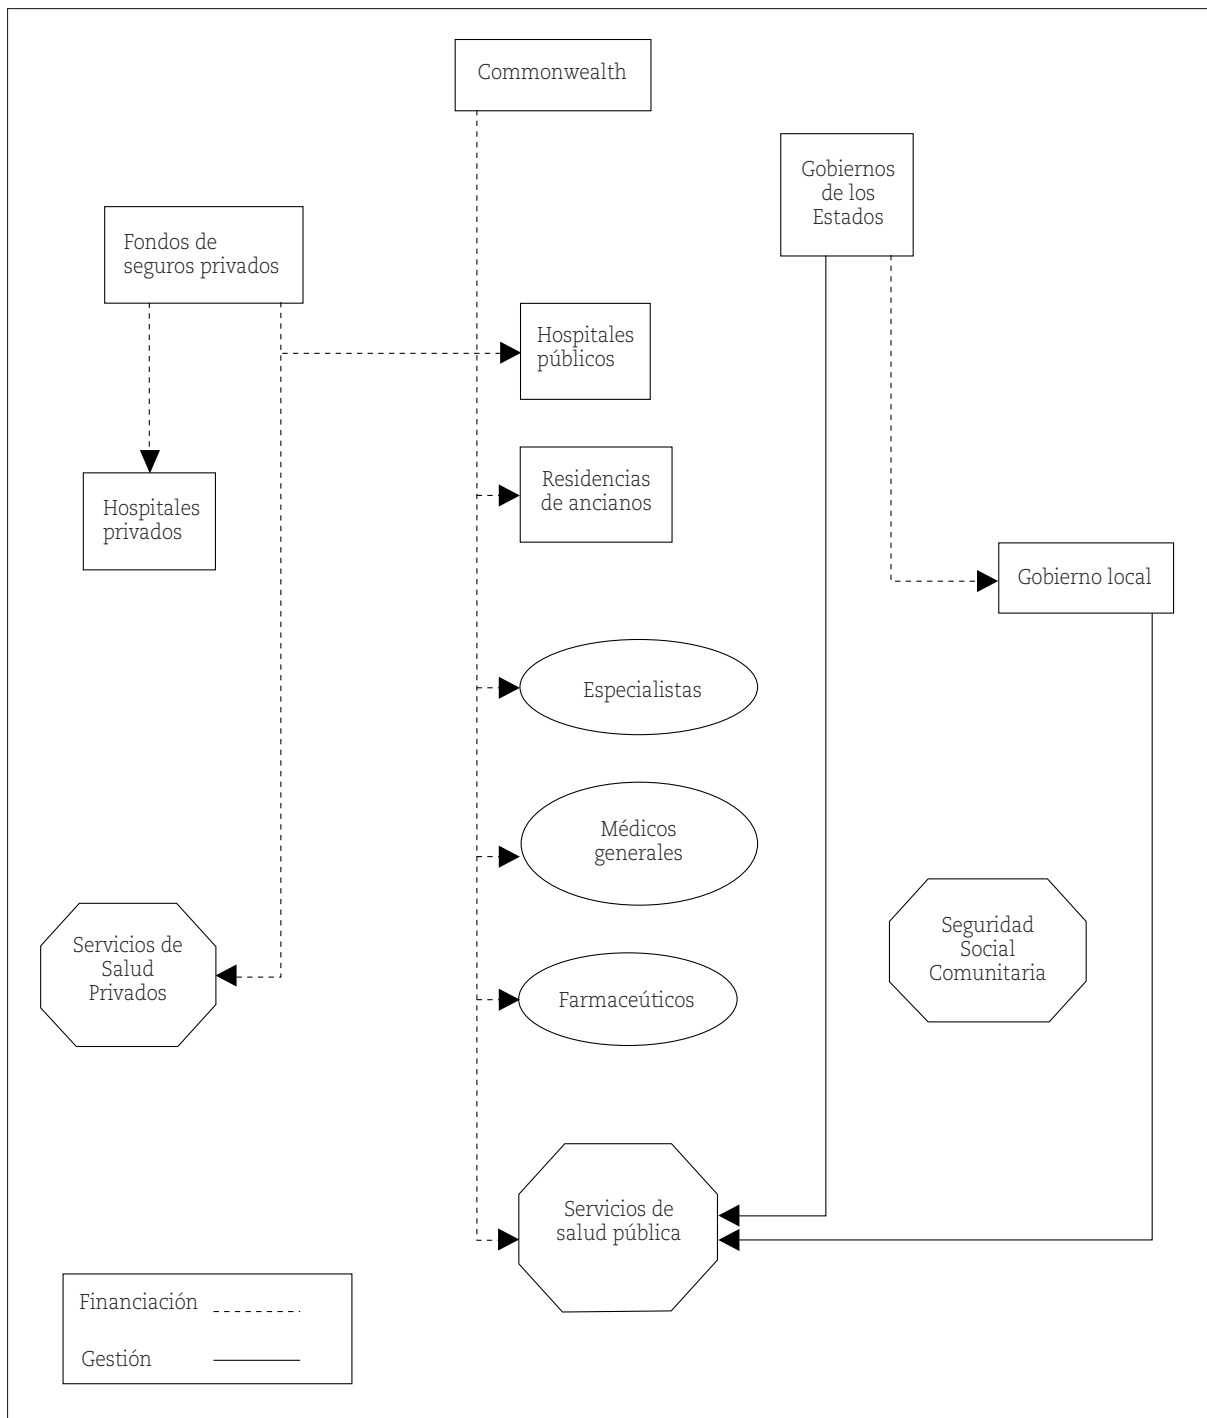 Commonwealth
Gobiernos
de los
Estados
Fondos de
seguros privados
Hospitales
públicos
Residencias
de ancianos
Hospitales
privados
Gobierno local
Especialistas
Médicos
generales
Servicios de
Salud
Privados
Seguridad
Social
Comunitaria
Farmaceúticos
Servicios de
salud pública
Financiación
Gestión